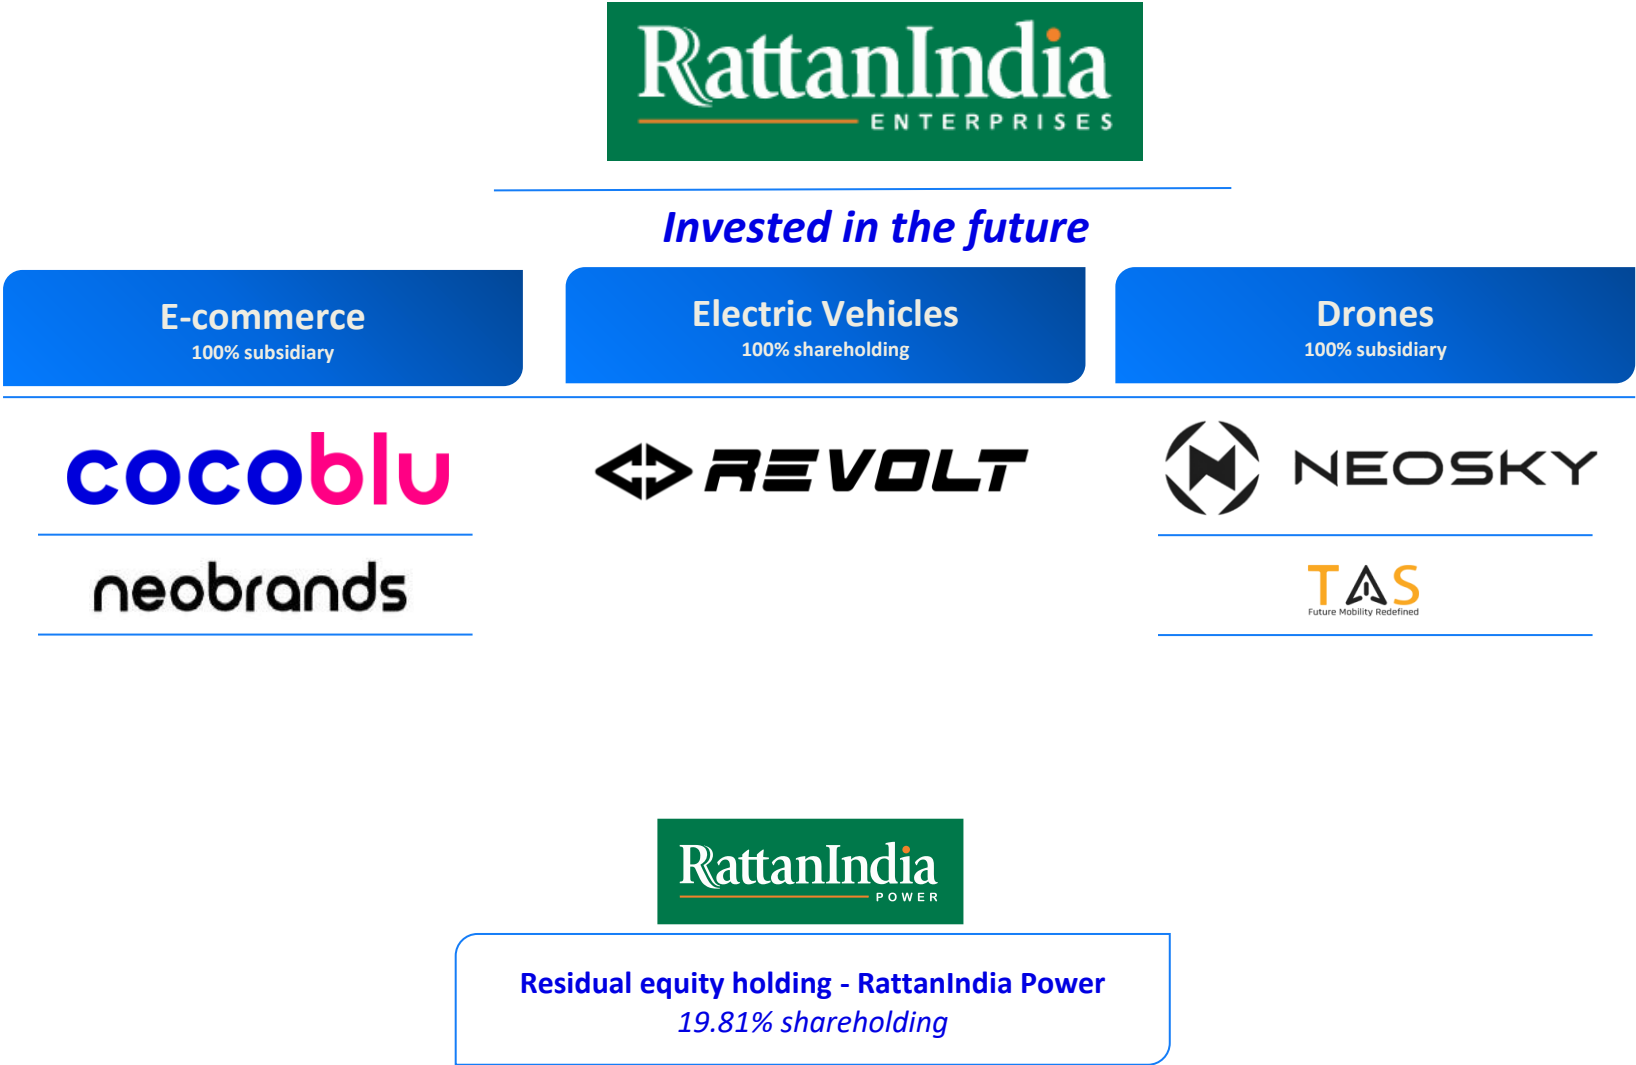 RattanIndia
ENTERPRISES
Invested in the future
E-commerce
100% subsidiary
Electric Vehicles
100% shareholding
Drones
100% subsidiary
cocoblu
REVOLT
NEOSKY
neobrands
TAS
Future Mobility Redefined
RattanIndia
POWER
Residual equity holding - RattanIndia Power
19.81% shareholding